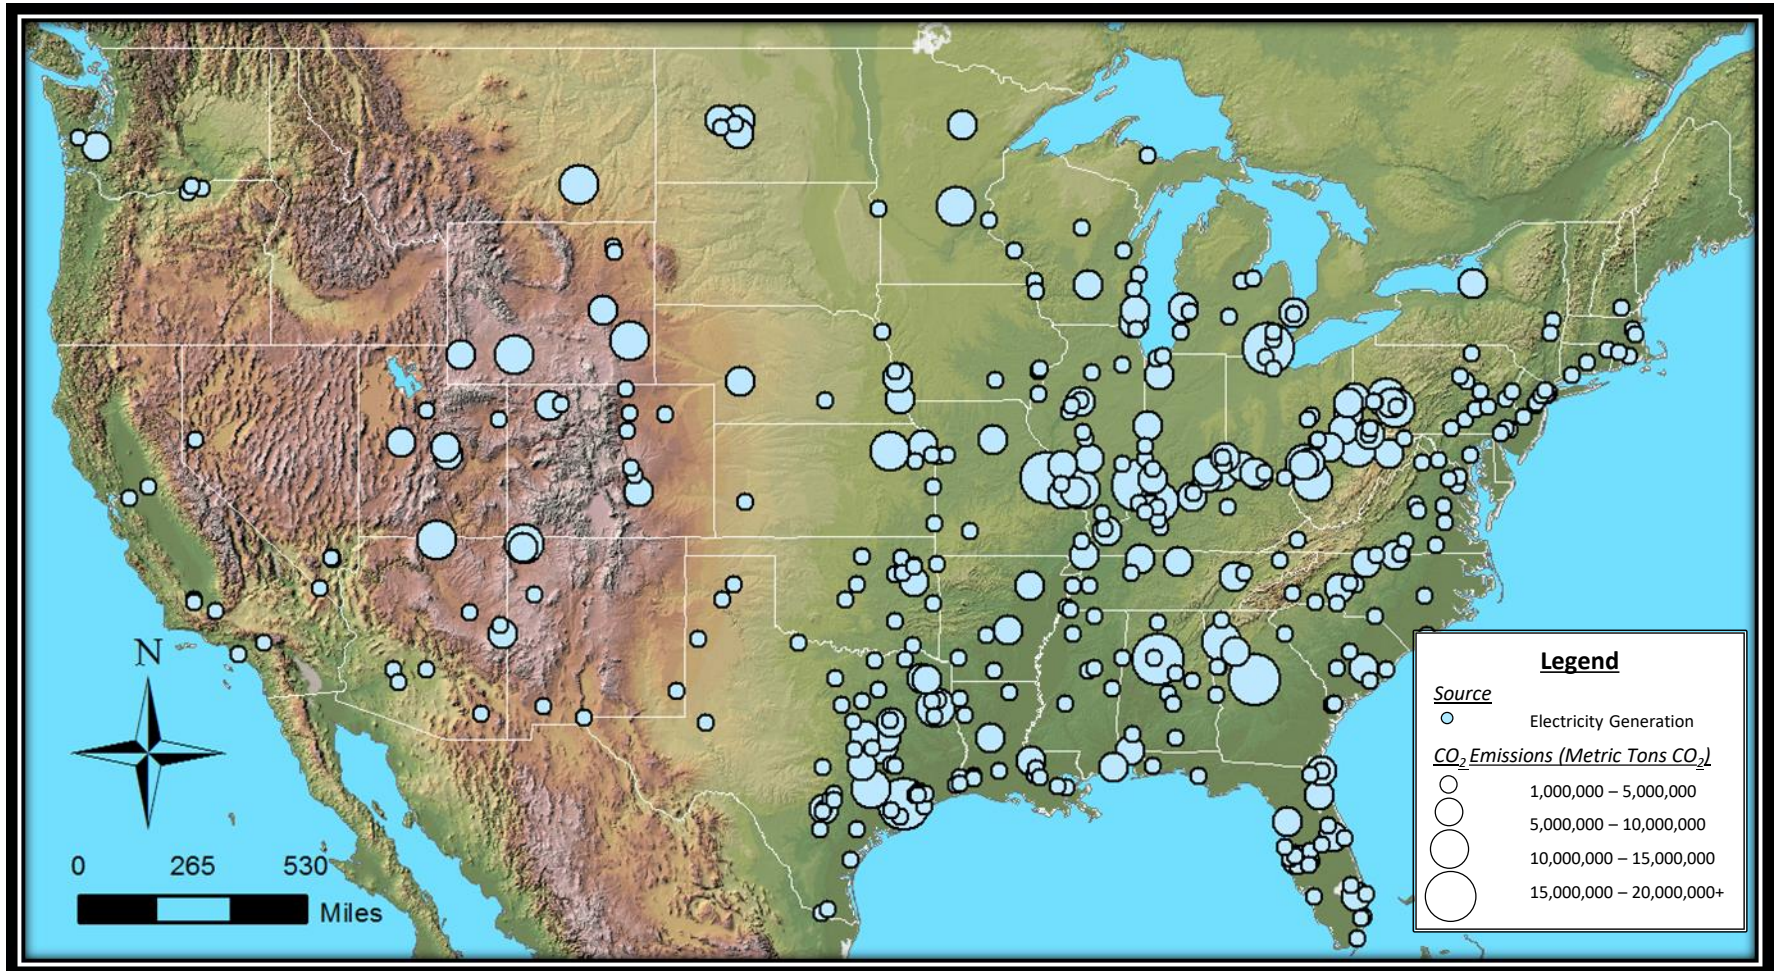 N
0 265 530
Miles
Legend
Source
Electricity Generation
CO2 Emissions (Metric Tons CO2)
1,000,000 – 5,000,000
5,000,000 – 10,000,000
10,000,000 – 15,000,000
15,000,000 – 20,000,000+